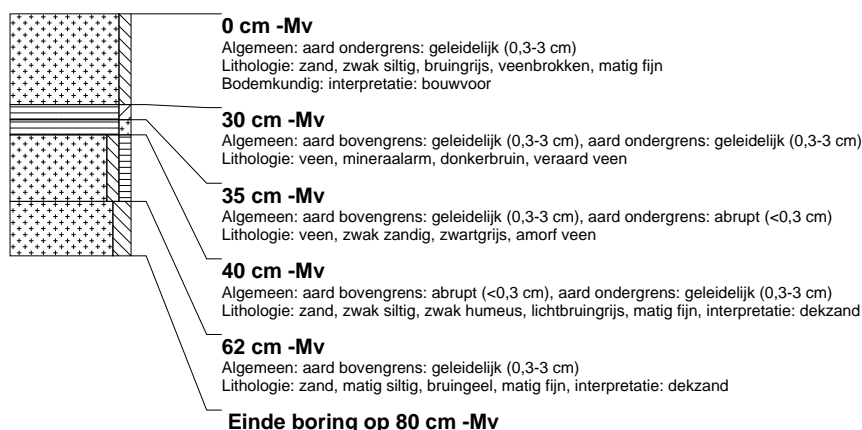 0 cm -Mv
Algemeen: aard ondergrens: geleidelijk (0,3-3 cm)
Lithologie: zand, zwak siltig, bruingrijs, veenbrokken, matig fijn
Bodemkundig: interpretatie: bouwvoor
30 cm -Mv
Algemeen: aard bovengrens: geleidelijk (0,3-3 cm), aard ondergrens: geleidelijk (0,3-3 cm)
Lithologie: veen, mineraalarm, donkerbruin, veraard veen
35 cm -Mv
Algemeen: aard bovengrens: geleidelijk (0,3-3 cm), aard ondergrens: abrupt (<0,3 cm)
Lithologie: veen, zwak zandig, zwartgrijs, amorf veen
40 cm -Mv
Algemeen: aard bovengrens: abrupt (<0,3 cm), aard ondergrens: geleidelijk (0,3-3 cm)
Lithologie: zand, zwak siltig, zwak humeus, lichtbruingrijs, matig fijn, interpretatie: dekzand
62 cm -Mv
Algemeen: aard bovengrens: geleidelijk (0,3-3 cm)
Lithologie: zand, matig siltig, bruingeel, matig fijn, interpretatie: dekzand
Einde boring op 80 cm -Mv